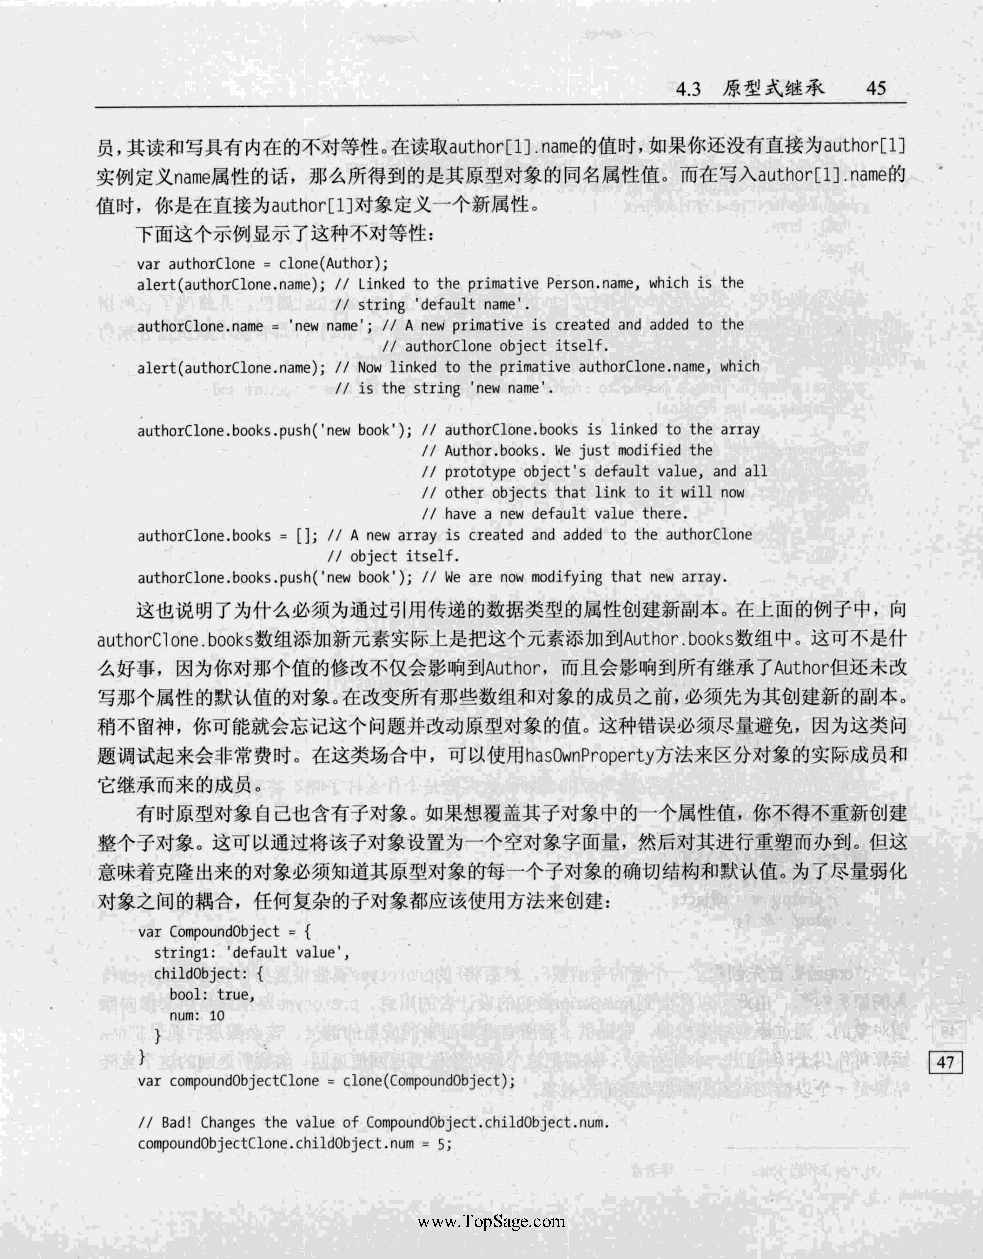 4.3 原型式继承 45
员，其读和写具有内在的不对等性。在读取author[1].name的值时，如果你还没有直接为author[1]
实例定义name属性的话，那么所得到的是其原型对象的同名属性值。而在写入author[1].name的
值时，你是在直接为author[1]对象定义一个新属性。
下面这个示例显示了这种不对等性：
var authorClone = clone(Author);
alert(authorClone.name); // Linked to the primative Person.name, which is the
// string 'default name'.
authorClone.name = 'new name'; // A new primative is created and added to the
// authorClone object itself.
alert(authorClone.name); // Now linked to the primative authorClone.name, which
// is the string 'new name'.
authorClone.books.push('new book'); // authorClone.books is linked to the array
// Author.books. We just modified the
// prototype object's default value, and all
// other objects that link to it will now
// have a new default value there.
authorClone.books = []; // A new array is created and added to the authorClone
// object itself.
authorClone.books.push('new book'); // We are now modifying that new array.
这也说明了为什么必须为通过引用传递的数据类型的属性创建新副本。在上面的例子中，向
authorClone.books数组添加新元素实际上是把这个元素添加到Author.books数组中。这可不是什
么好事，因为你对那个值的修改不仅会影响到Author，而且会影响到所有继承了Author但还未改
写那个属性的默认值的对象。在改变所有那些数组和对象的成员之前，必须先为其创建新的副本。
稍不留神，你可能就会忘记这个问题并改动原型对象的值。这种错误必须尽量避免，因为这类问
题调试起来会非常费时。在这类场合中，可以使用hasOwnProperty方法来区分对象的实际成员和
它继承而来的成员。
有时原型对象自己也含有子对象。如果想覆盖其子对象中的一个属性值，你不得不重新创建
整个子对象。这可以通过将该子对象设置为一个空对象字面量，然后对其进行重塑而办到。但这
意味着克隆出来的对象必须知道其原型对象的每一个子对象的确切结构和默认值。为了尽量弱化
对象之间的耦合，任何复杂的子对象都应该使用方法来创建：
var CompoundObject = {
string1: 'default value',
childObject: {
bool: true,
num: 10
}
}
47
var compoundObjectClone = clone(CompoundObject);
// Bad! Changes the value of CompoundObject.childObject.num.
compoundObjectClone.childObject.num = 5;
www.TopSage.com